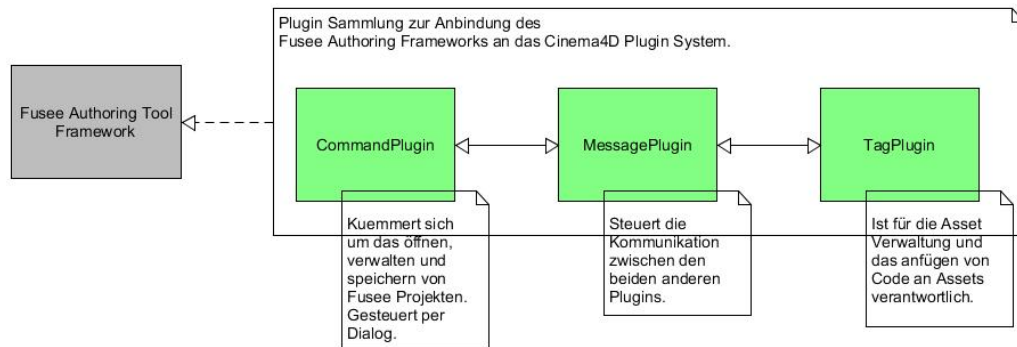 Plugin Sammlung zur Anbindung des
Fusee Authoring Frameworks an das Cinema4D Plugin System.
Fusee Authoring Tool
Framework
CommandPlugin
MessagePlugin
TagPlugin
Kuemmert sich
um das öffnen,
verwalten und
speichern von
Fusee Projekten.
Gesteuert per
Dialog.
Steuert die
Kommunikation
zwischen den
beiden anderen
Plugins.
Ist für die Asset
Verwaltung und
das anfügen von
Code an Assets
verantwortlich.